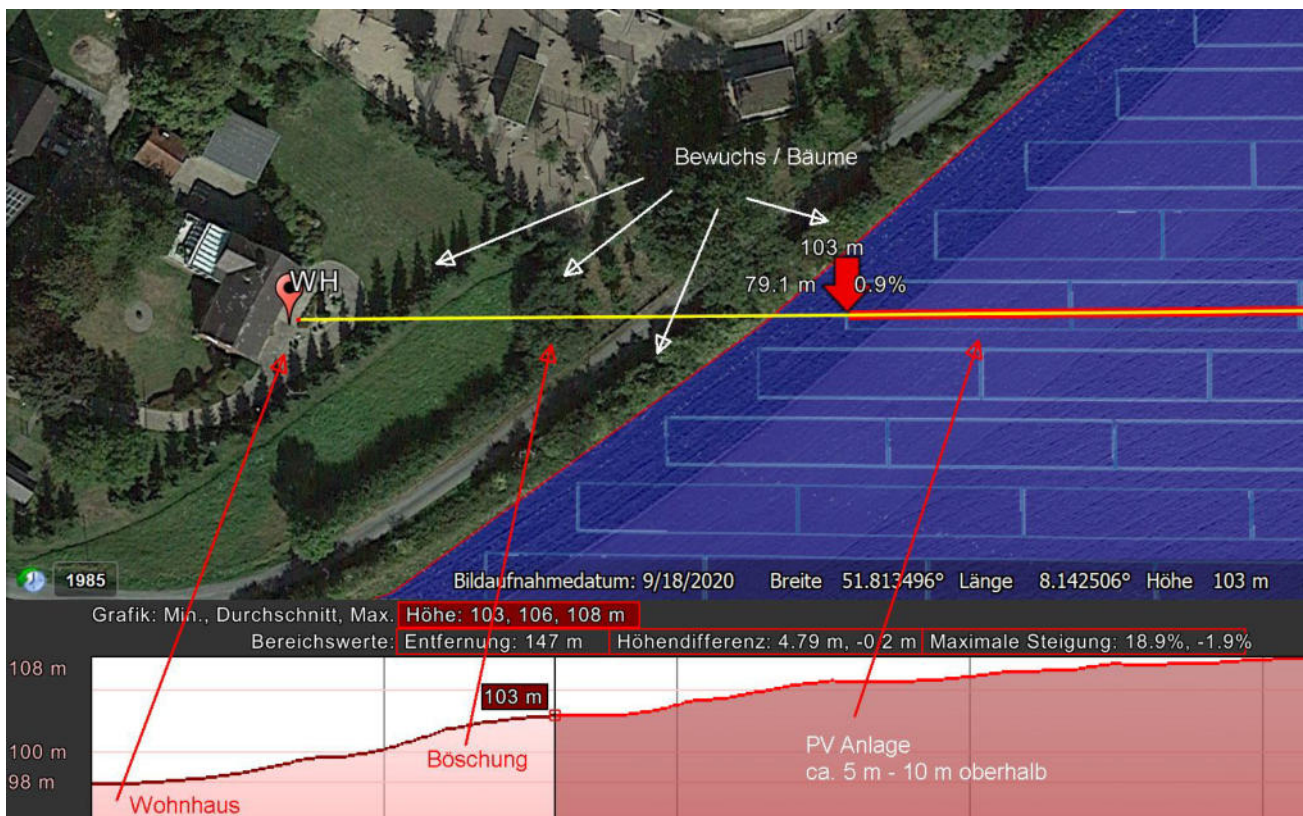 Bewuchs / Bäume
103 m
79.1 m 0.9%
WH
1985
Bildaufnahmedatum: 9/18/2020 Breite 51.813496° Länge 8.142506° Höhe 103 m
Grafik: Min., Durchschnitt, Max. Höhe: 103, 106, 108 m
Bereichswerte: Entfernung: 147 m Höhendifferenz: 4.79 m, -0.2 m Maximale Steigung: 18.9%, -1.9%
108 m
103 m
100 m
98 m
Böschung
PV Anlage
ca. 5 m - 10 m oberhalb
Wohnhaus